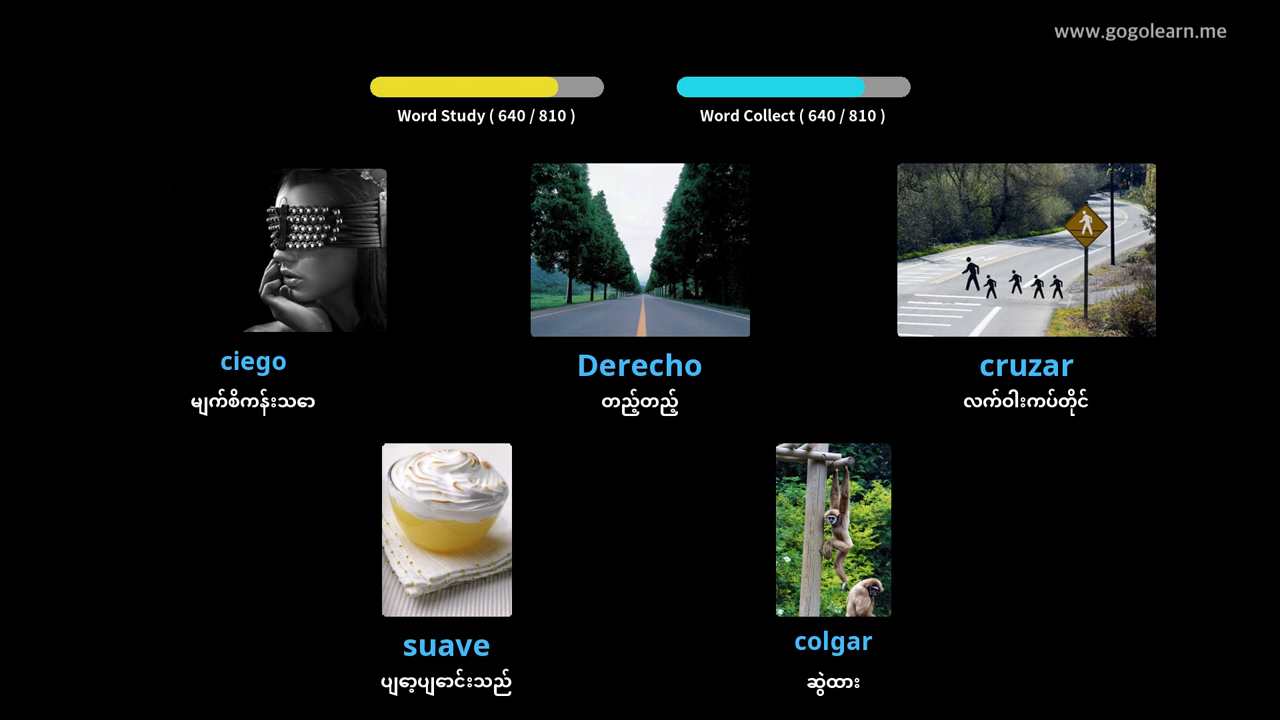 www.gogolearn.me
Word Study ( 640 / 810 )
Word Collect ( 640 / 810 )
ciego
မျက်စိကန်းသော
Derecho
တည့်တည့်
cruzar
လက်ဝါးကပ်တိုင်
suave
ပျော့ပျောင်းသည်
colgar
ဆွဲထား